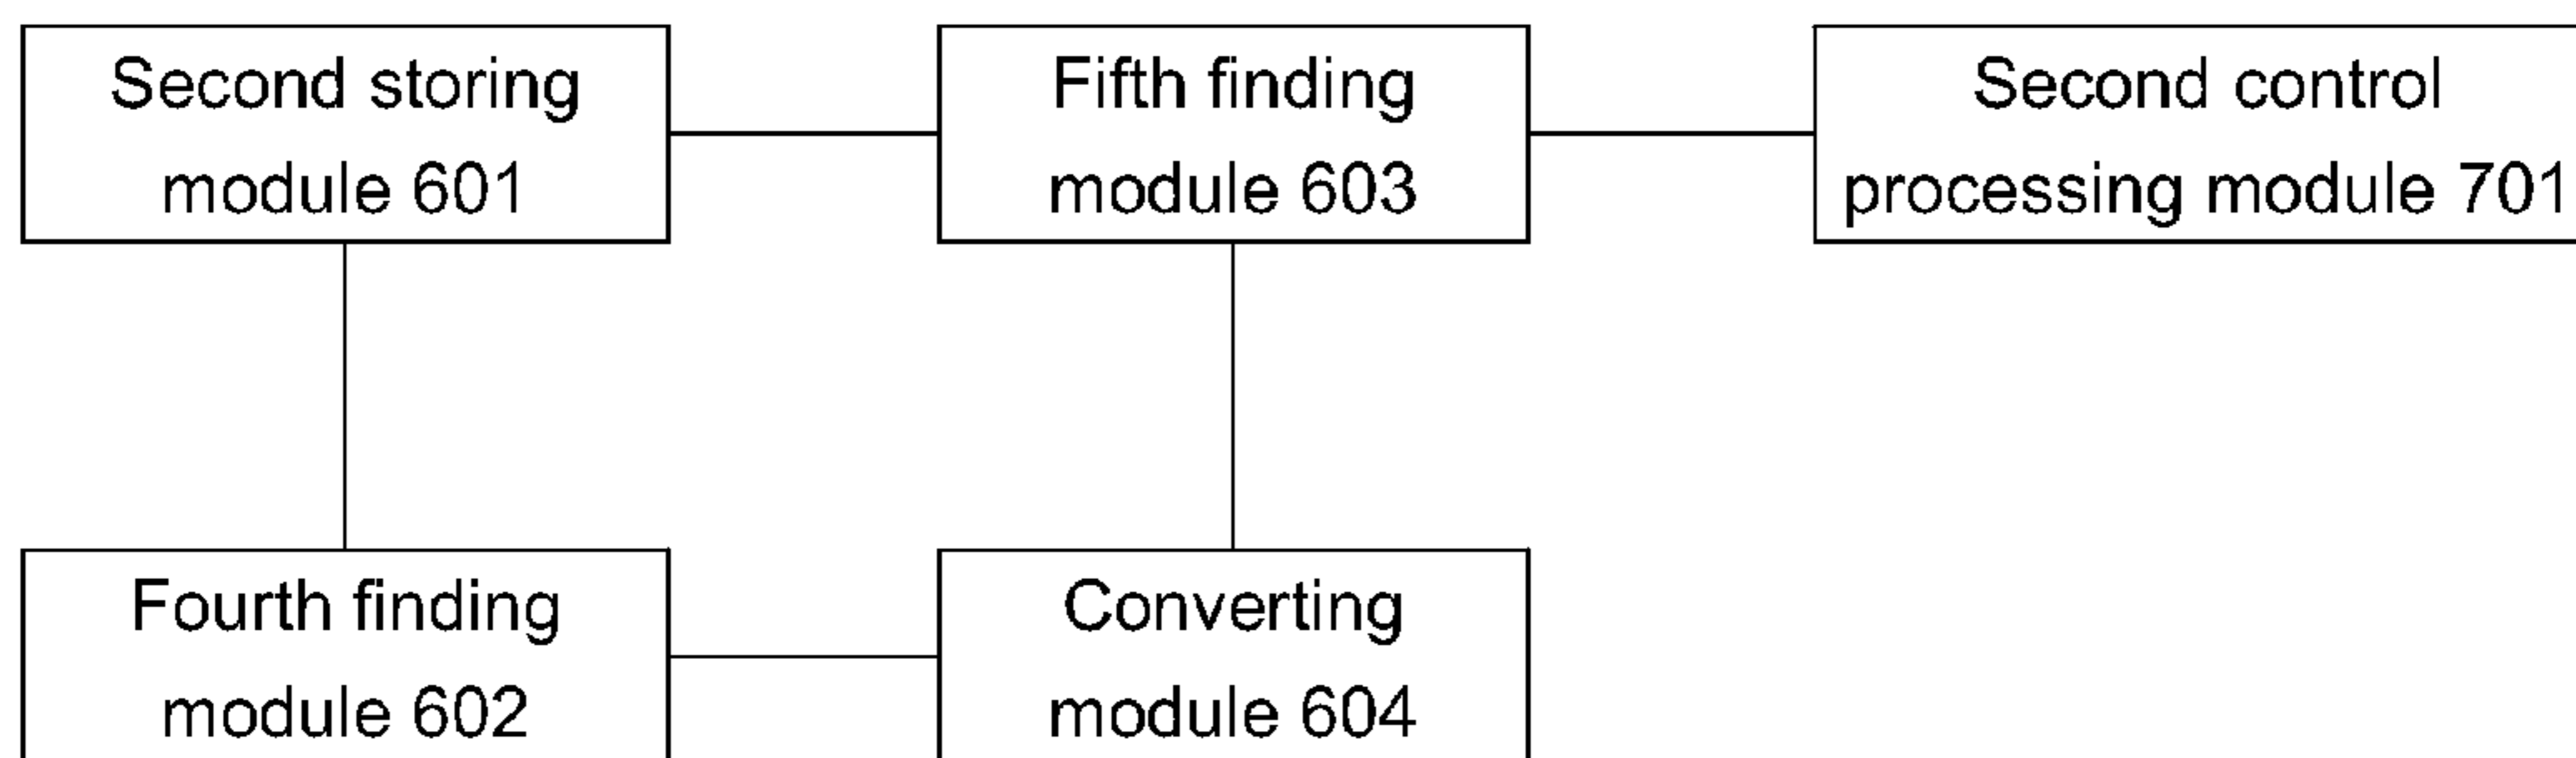 Second storing
module 601
Fifth finding
module 603
Second control
processing module 701
Fourth finding
module 602
Converting
module 604